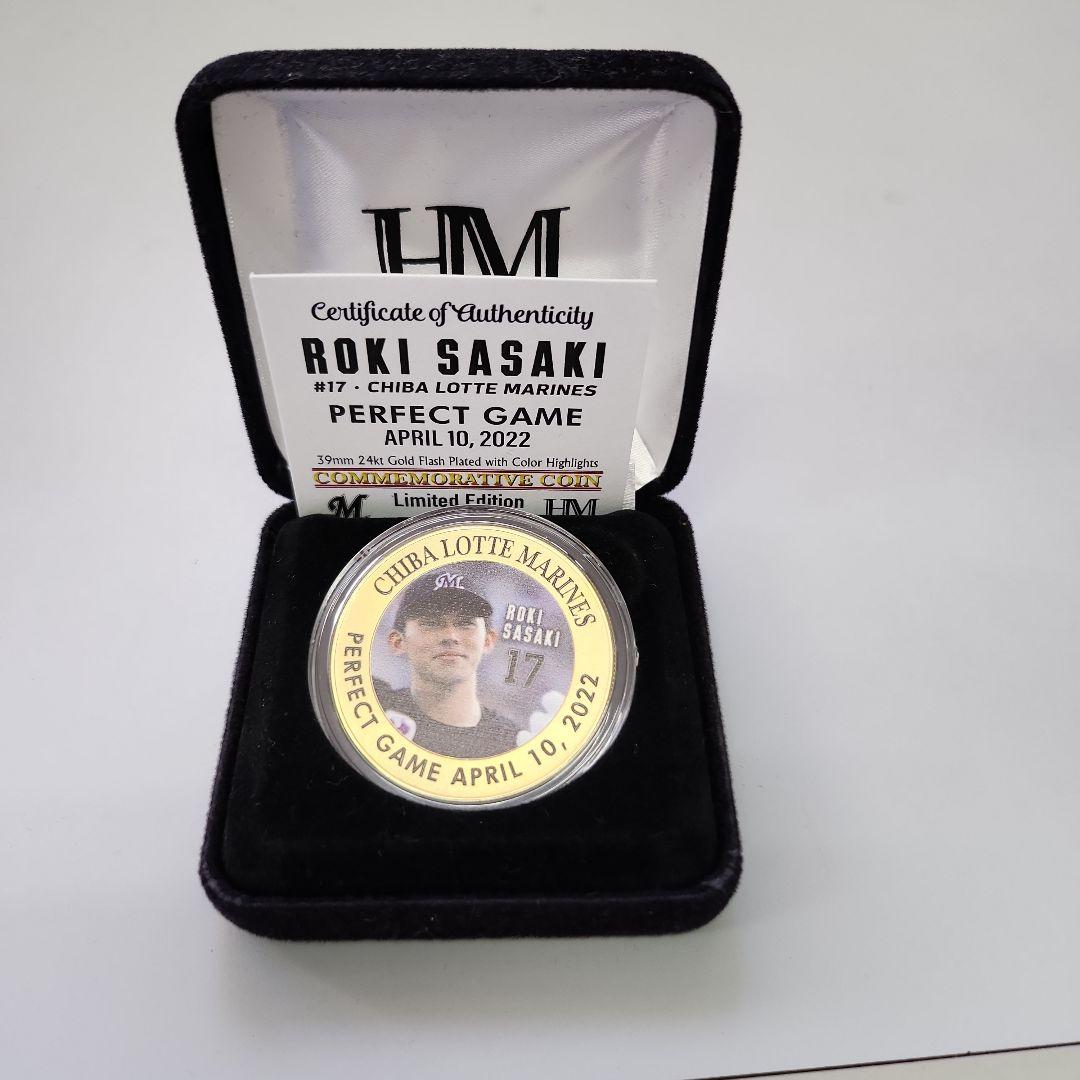 HM
Certificate of Authenticity
ROKI SASAKI
#17 · CHIBA LOTTE MARINES
PERFECT GAME
APRIL 10, 2022
39mm 24kt Gold Flash Plated with Color Highlights
COMMEMORATIVE COIN
M Limited Edition HM
CHIBA LOTTE MARINES
M
ROKI
SASAKI
17
PERFECT GAME APRIL 10, 2022